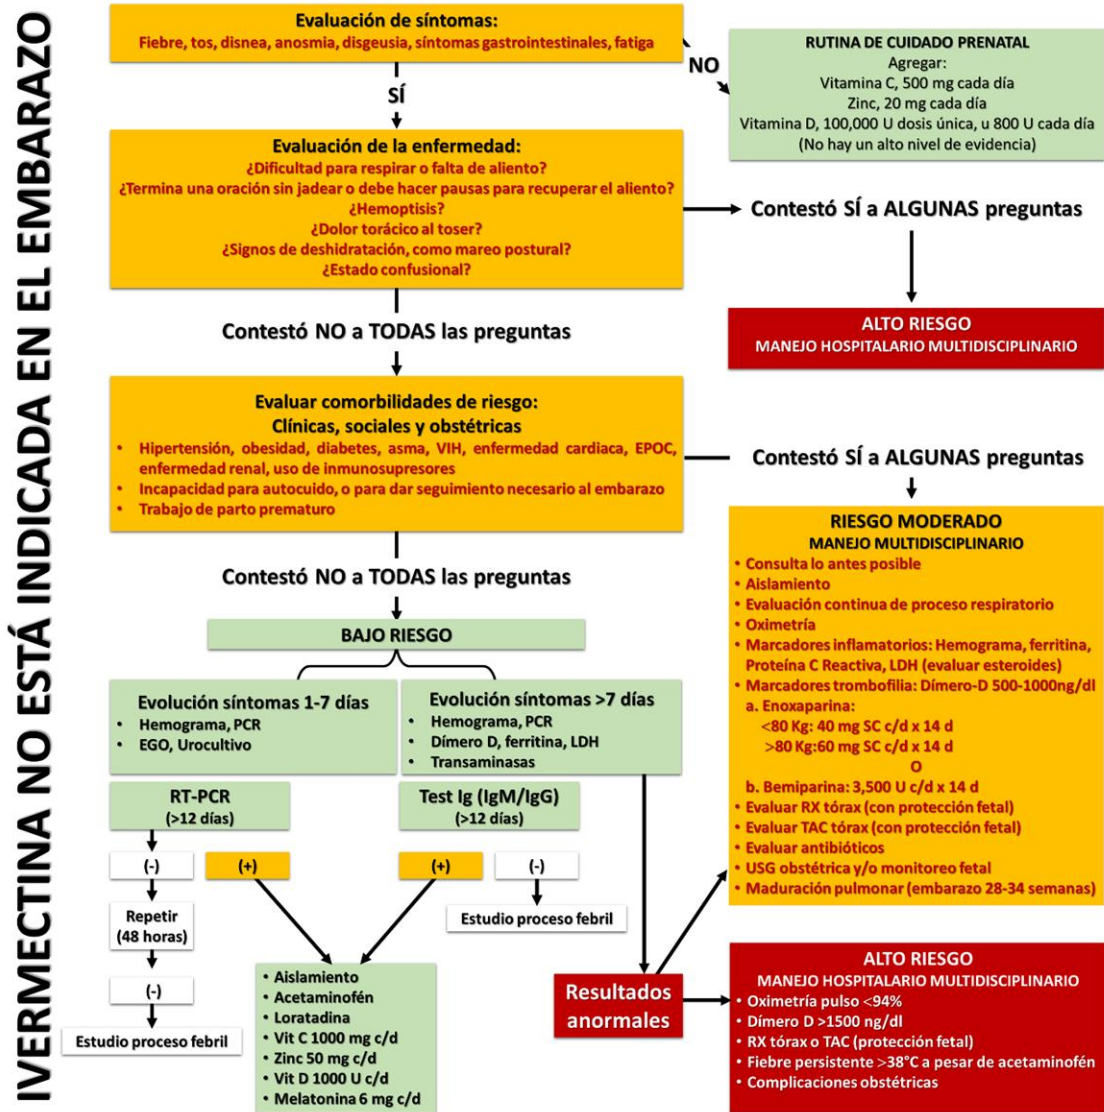 IVERMECTINA NO ESTÁ INDICADA EN EL EMBARAZO
Evaluación de síntomas:
Fiebre, tos, disnea, anosmia, disgeusia, síntomas gastrointestinales, fatiga
NO
RUTINA DE CUIDADO PRENATAL
Agregar:
Vitamina C, 500 mg cada día
Zinc, 20 mg cada día
Vitamina D, 100,000 U dosis única, u 800 U cada día
(No hay un alto nivel de evidencia)
SÍ
Evaluación de la enfermedad:
¿Dificultad para respirar o falta de aliento?
¿Termina una oración sin jadear o debe hacer pausas para recuperar el aliento?
¿Hemoptisis?
¿Dolor torácico al toser?
¿Signos de deshidratación, como mareo postural?
¿Estado confusional?
Contestó SÍ a ALGUNAS preguntas
ALTO RIESGO
MANEJO HOSPITALARIO MULTIDISCIPLINARIO
Contestó NO a TODAS las preguntas
Evaluar comorbilidades de riesgo:
Clínicas, sociales y obstétricas
• Hipertensión, obesidad, diabetes, asma, VIH, enfermedad cardiaca, EPOC,
enfermedad renal, uso de inmunosupresores
• Incapacidad para autocuido, o para dar seguimiento necesario al embarazo
• Trabajo de parto prematuro
Contestó SÍ a ALGUNAS preguntas
RIESGO MODERADO
MANEJO MULTIDISCIPLINARIO
• Consulta lo antes posible
• Aislamiento
• Evaluación continua de proceso respiratorio
• Oximetría
• Marcadores inflamatorios: Hemograma, ferritina,
Proteína C Reactiva, LDH (evaluar esteroides)
• Marcadores trombofilia: Dímero-D 500-1000ng/dl
a. Enoxaparina:
<80 Kg: 40 mg SC c/d x 14 d
>80 Kg:60 mg SC c/d x 14 d
O
b. Bemiparina: 3,500 U c/d x 14 d
• Evaluar RX tórax (con protección fetal)
• Evaluar TAC tórax (con protección fetal)
• Evaluar antibióticos
• USG obstétrica y/o monitoreo fetal
• Maduración pulmonar (embarazo 28-34 semanas)
Contestó NO a TODAS las preguntas
BAJO RIESGO
Evolución síntomas 1-7 días
• Hemograma, PCR
• EGO, Urocultivo
Evolución síntomas >7 días
• Hemograma, PCR
• Dímero D, ferritina, LDH
• Transaminasas
RT-PCR
(>12 días)
Test Ig (IgM/IgG)
(>12 días)
(-)
(+)
(+)
(-)
Repetir
(48 horas)
Estudio proceso febril
(-)
Estudio proceso febril
• Aislamiento
• Acetaminofén
• Loratadina
• Vit C 1000 mg c/d
• Zinc 50 mg c/d
• Vit D 1000 U c/d
• Melatonina 6 mg c/d
Resultados
anormales
ALTO RIESGO
MANEJO HOSPITALARIO MULTIDISCIPLINARIO
• Oximetría pulso <94%
• Dímero D >1500 ng/dl
• RX tórax o TAC (protección fetal)
• Fiebre persistente >38°C a pesar de acetaminofén
• Complicaciones obstétricas